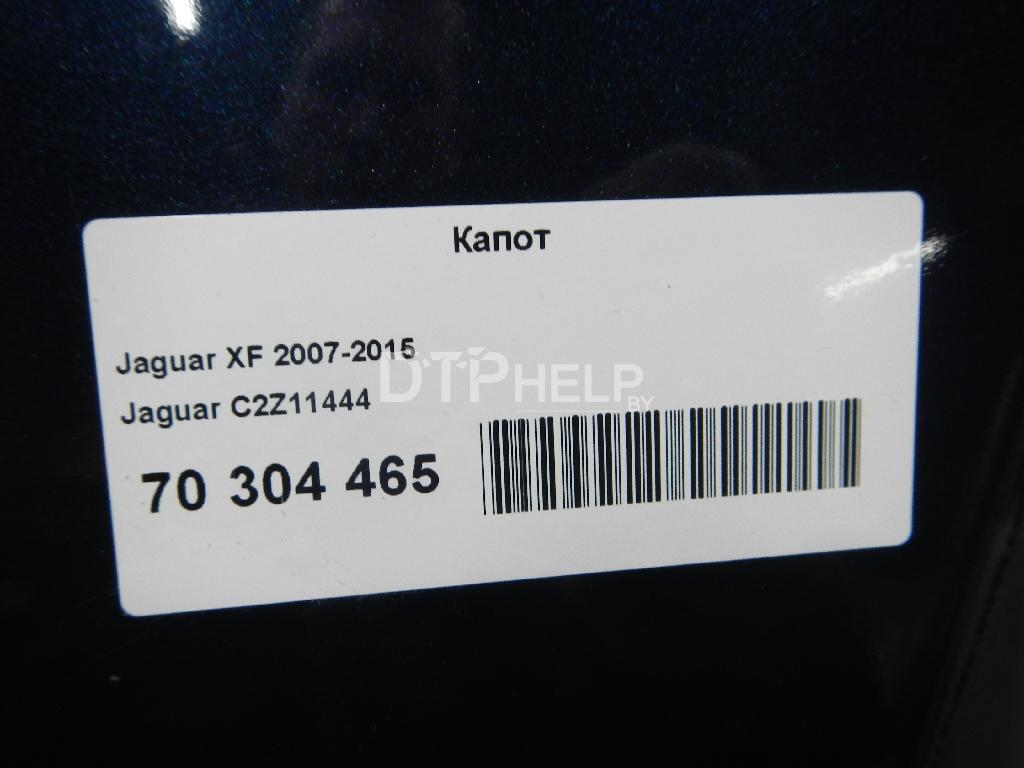 Капот
Jaguar XF 2007-2015
DTPHELP
.BY
Jaguar C2Z11444
70 304 465